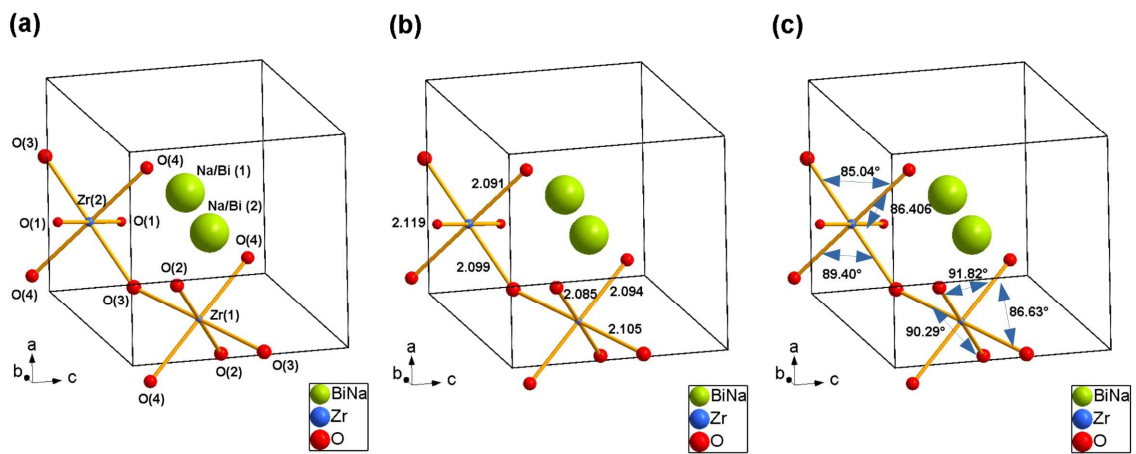 (a)
(b)
(c)
O(3)
O(4)
Na/Bi (1)
Zr(2)
Na/Bi (2)
O(1)
O(1)
O(4)
O(2)
O(4)
O(3)
Zr(1)
O(2)
O(3)
O(4)
a
b
c
BiNa
Zr
O
2.091
2.119
2.099
2.085
2.094
2.105
a
b
c
BiNa
Zr
O
85.04°
86.406
89.40°
91.82°
86.63°
90.29°
a
b
c
BiNa
Zr
O